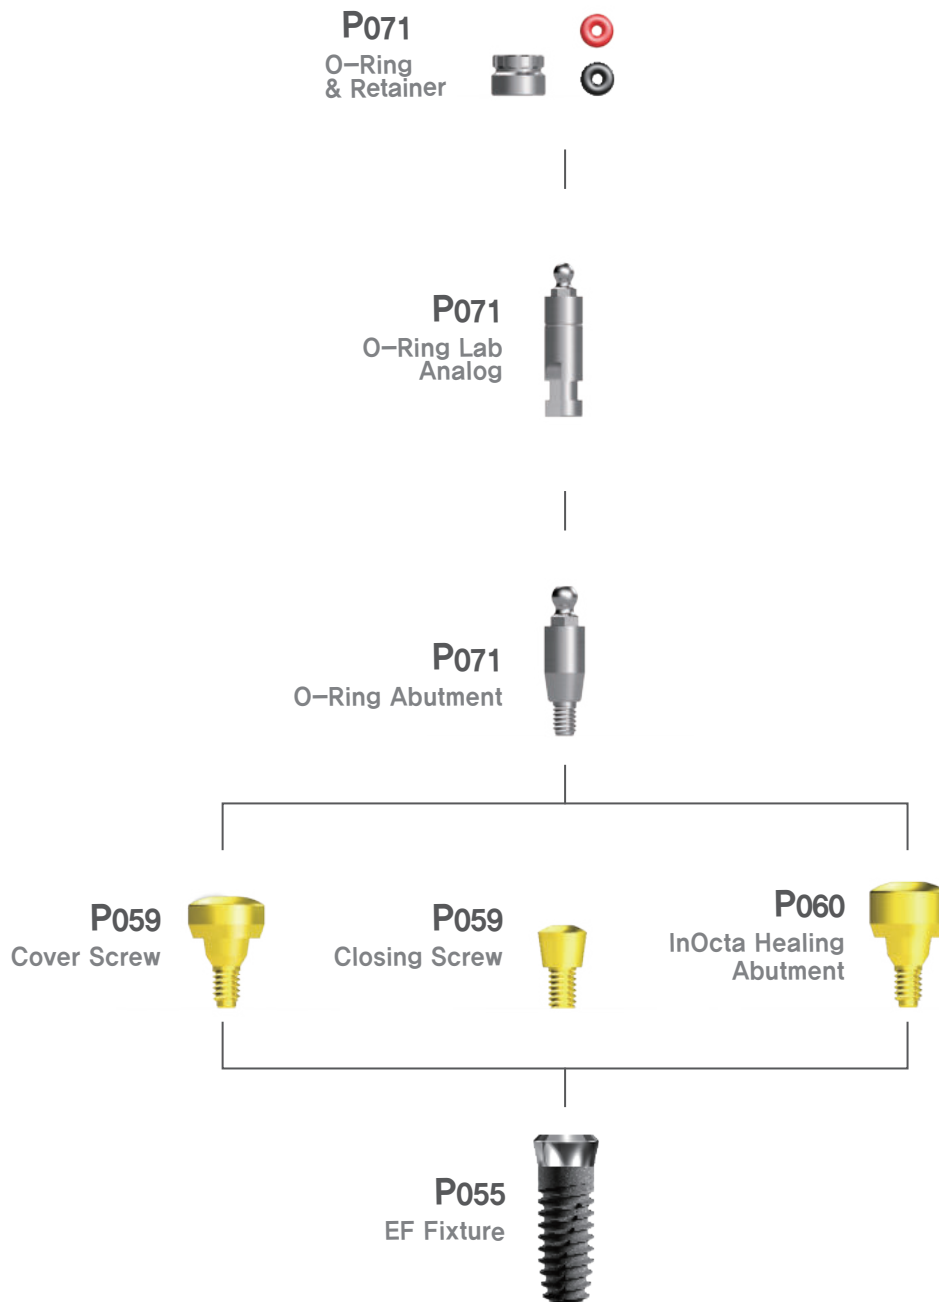 P071
O-Ring
& Retainer
P071
O-Ring Lab
Analog
P071
O-Ring Abutment
P059
Cover Screw
P059
Closing Screw
P060
InOcta Healing
Abutment
P055
EF Fixture